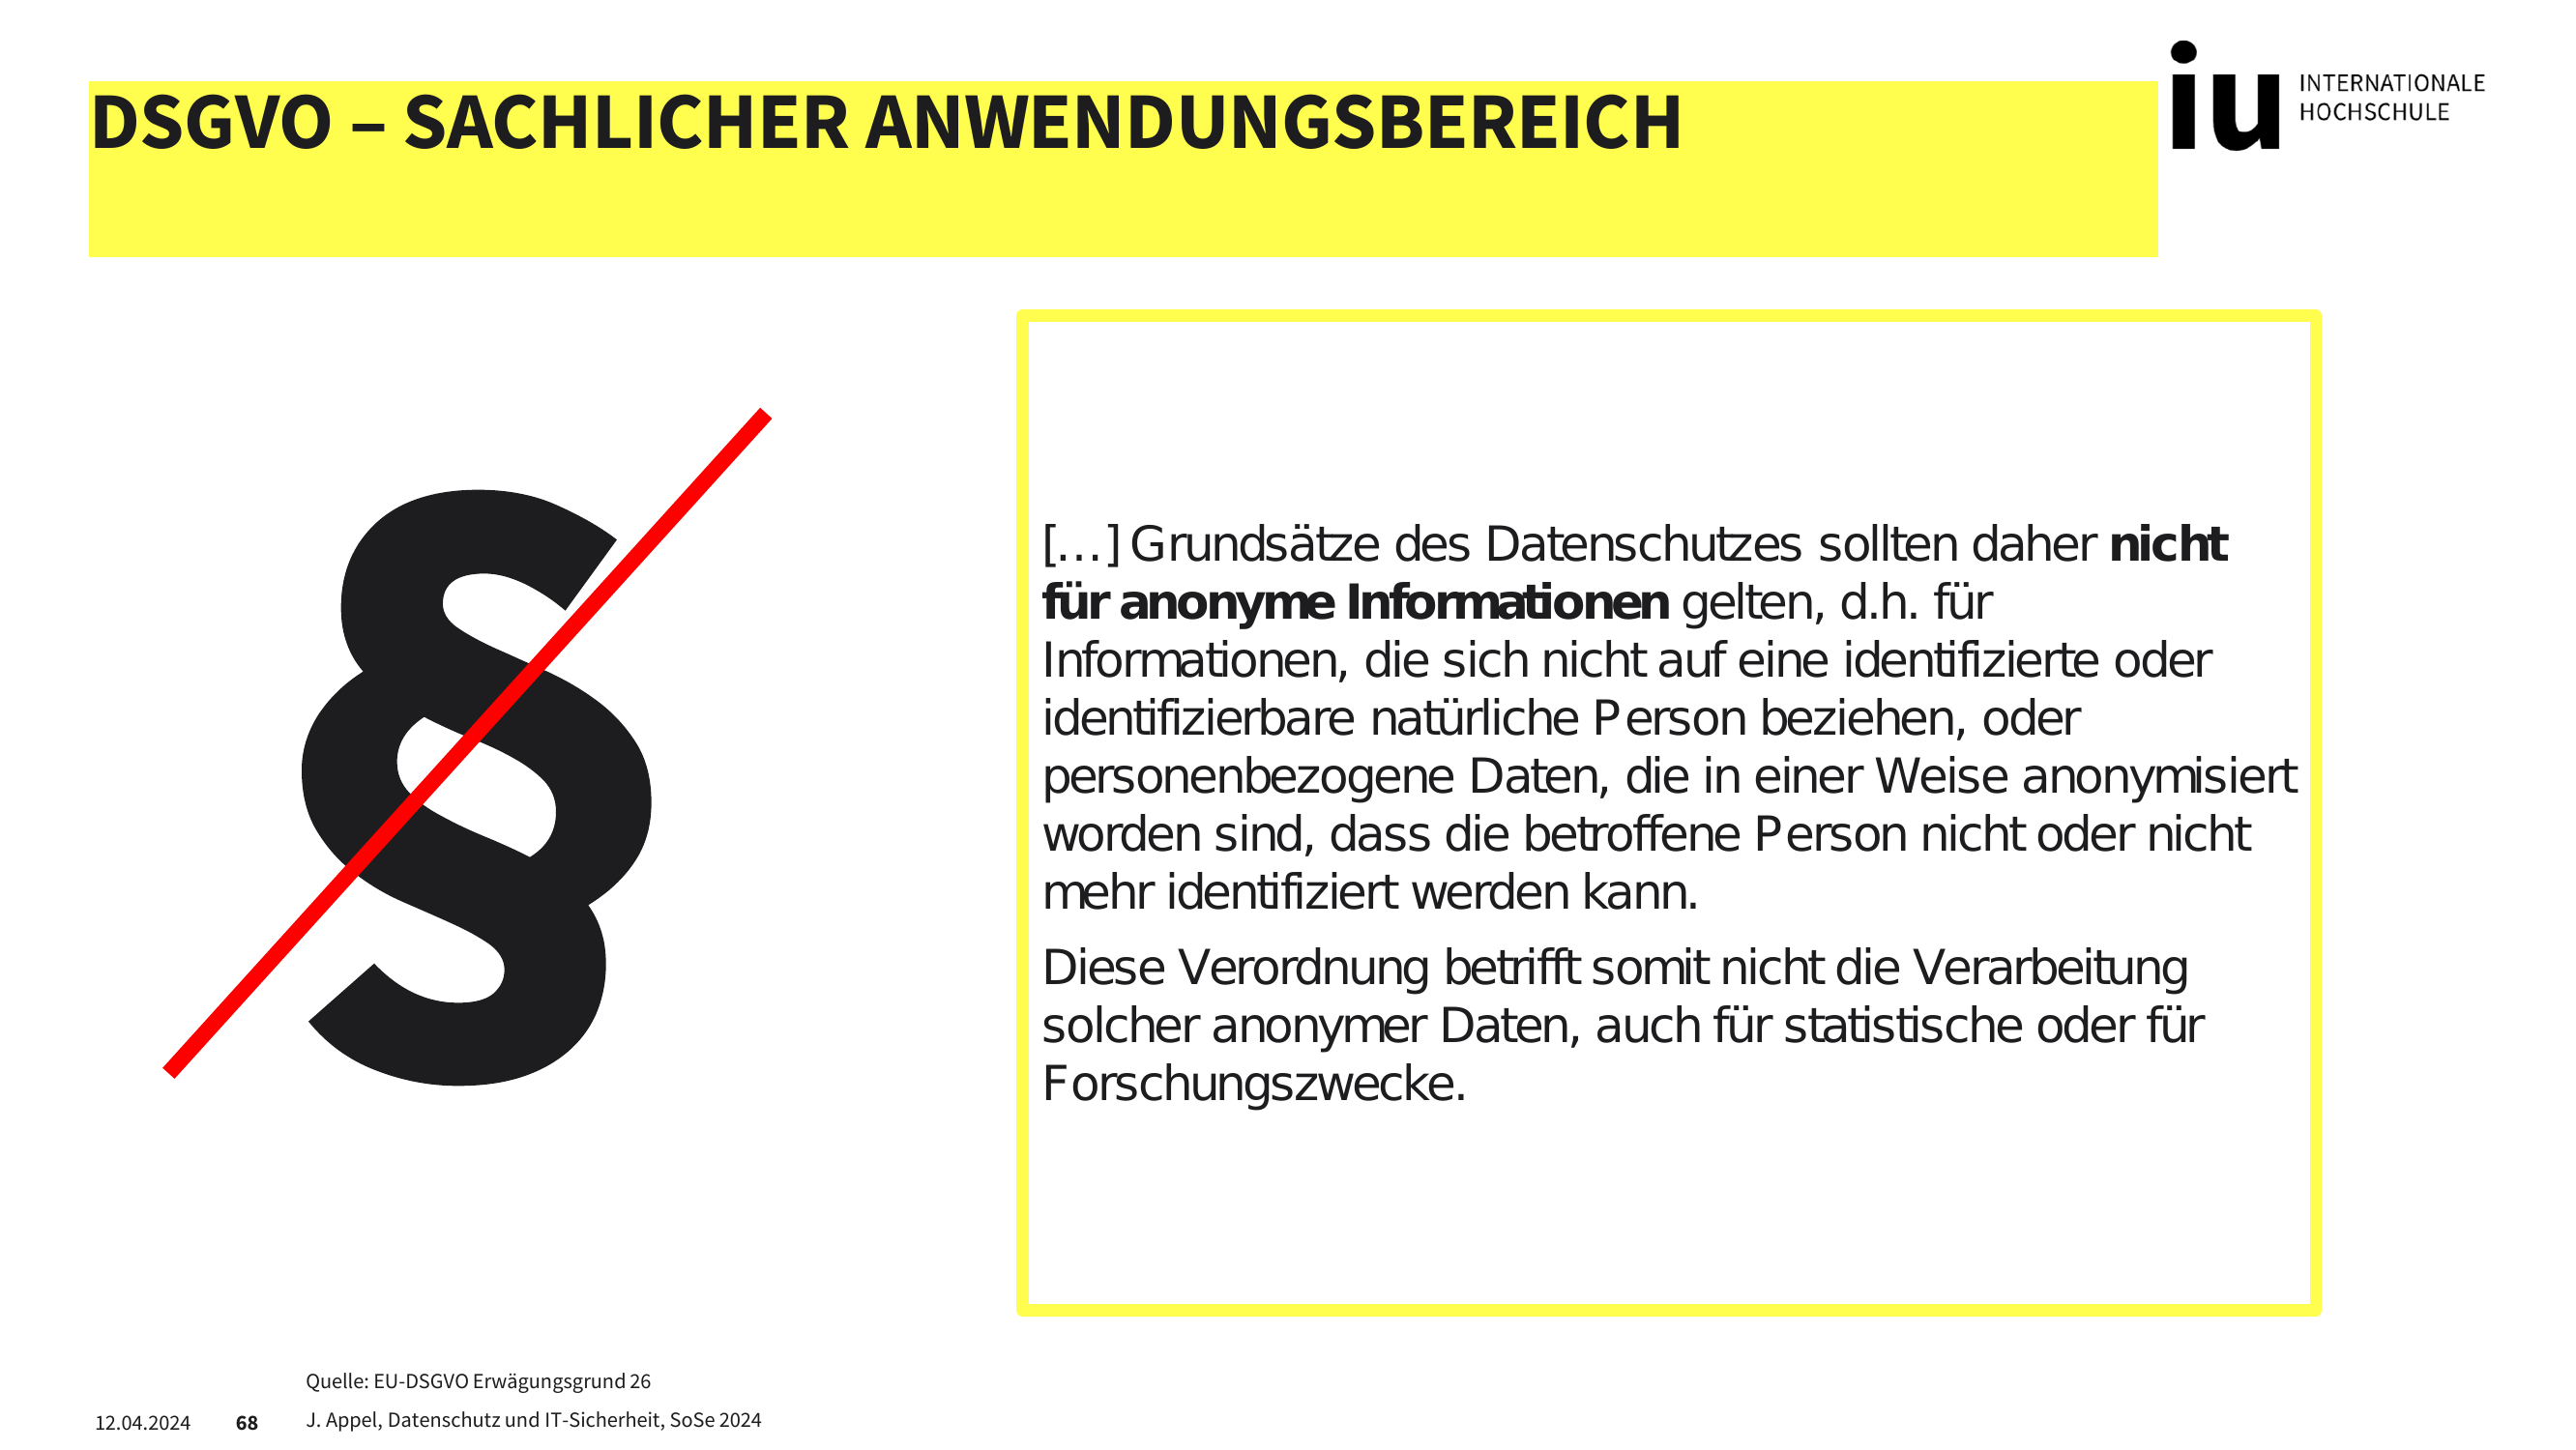 DSGVO – SACHLICHER ANWENDUNGSBEREICH
iu INTERNATIONALE
HOCHSCHULE
§
[…] Grundsätze des Datenschutzes sollten daher nicht
für anonyme Informationen gelten, d.h. für
Informationen, die sich nicht auf eine identifizierte oder
identifizierbare natürliche Person beziehen, oder
personenbezogene Daten, die in einer Weise anonymisiert
worden sind, dass die betroffene Person nicht oder nicht
mehr identifiziert werden kann.
Diese Verordnung betrifft somit nicht die Verarbeitung
solcher anonymer Daten, auch für statistische oder für
Forschungszwecke.
Quelle: EU-DSGVO Erwägungsgrund 26
12.04.2024 68 J. Appel, Datenschutz und IT-Sicherheit, SoSe 2024